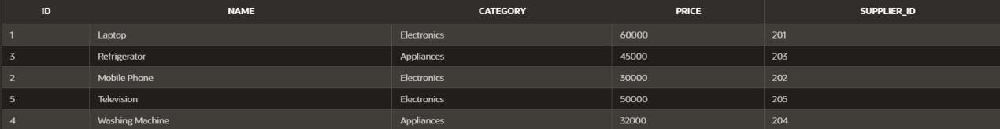 ID NAME CATEGORY PRICE SUPPLIER_ID
1 Laptop Electronics 60000 201
3 Refrigerator Appliances 45000 203
2 Mobile Phone Electronics 30000 202
5 Television Electronics 50000 205
4 Washing Machine Appliances 32000 204